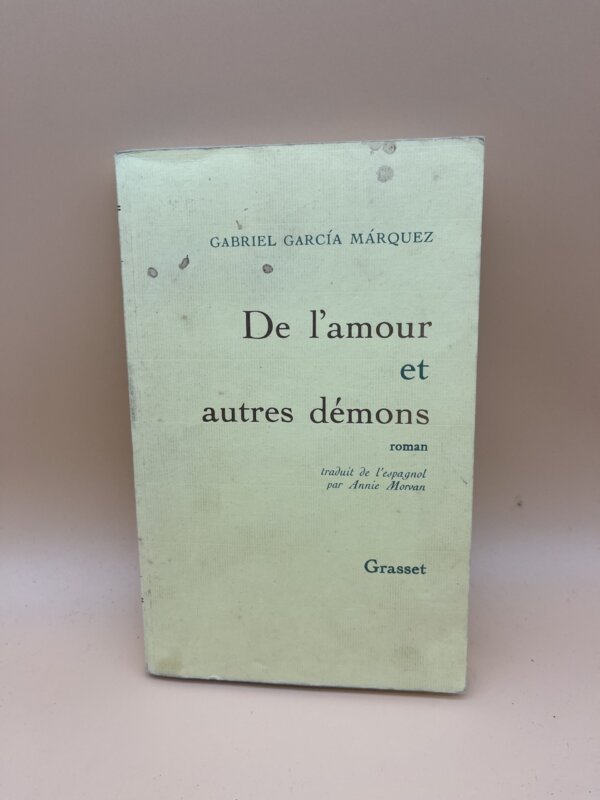 GABRIEL GARCÍA MÁRQUEZ
De l'amour
et
autres démons
roman
traduit de l'espagnol
par Annie Morvan
Grasset